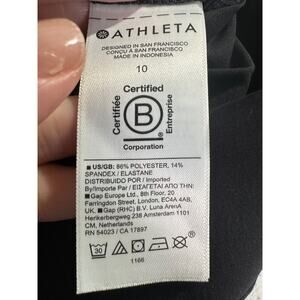 ATHLETA
DESIGNED IN SAN FRANCISCO
CONÇU À SAN FRANCISCO
MADE IN INDONESIA
10
Certified
Certifiée
B
Entreprise
Corporation
■ US/GB: 86% POLYESTER, 14%
SPANDEX / ELASTANE
DISTRIBUIDO POR / Imported
By/Importe Par / ΕΙΣΑΓΕΤΑΙ ΑΠΟ ΤΗΝ:
■ Gap Europe Ltd., 8th Floor, 20
Farringdon Street, London, EC4A 4AB,
UK. ■ Gap (RHC) B.V. Luna ArenA
Herikerbergweg 238 Amsterdam 1101
CM, Netherlands
RN 54023 / CA 17897
30
1166